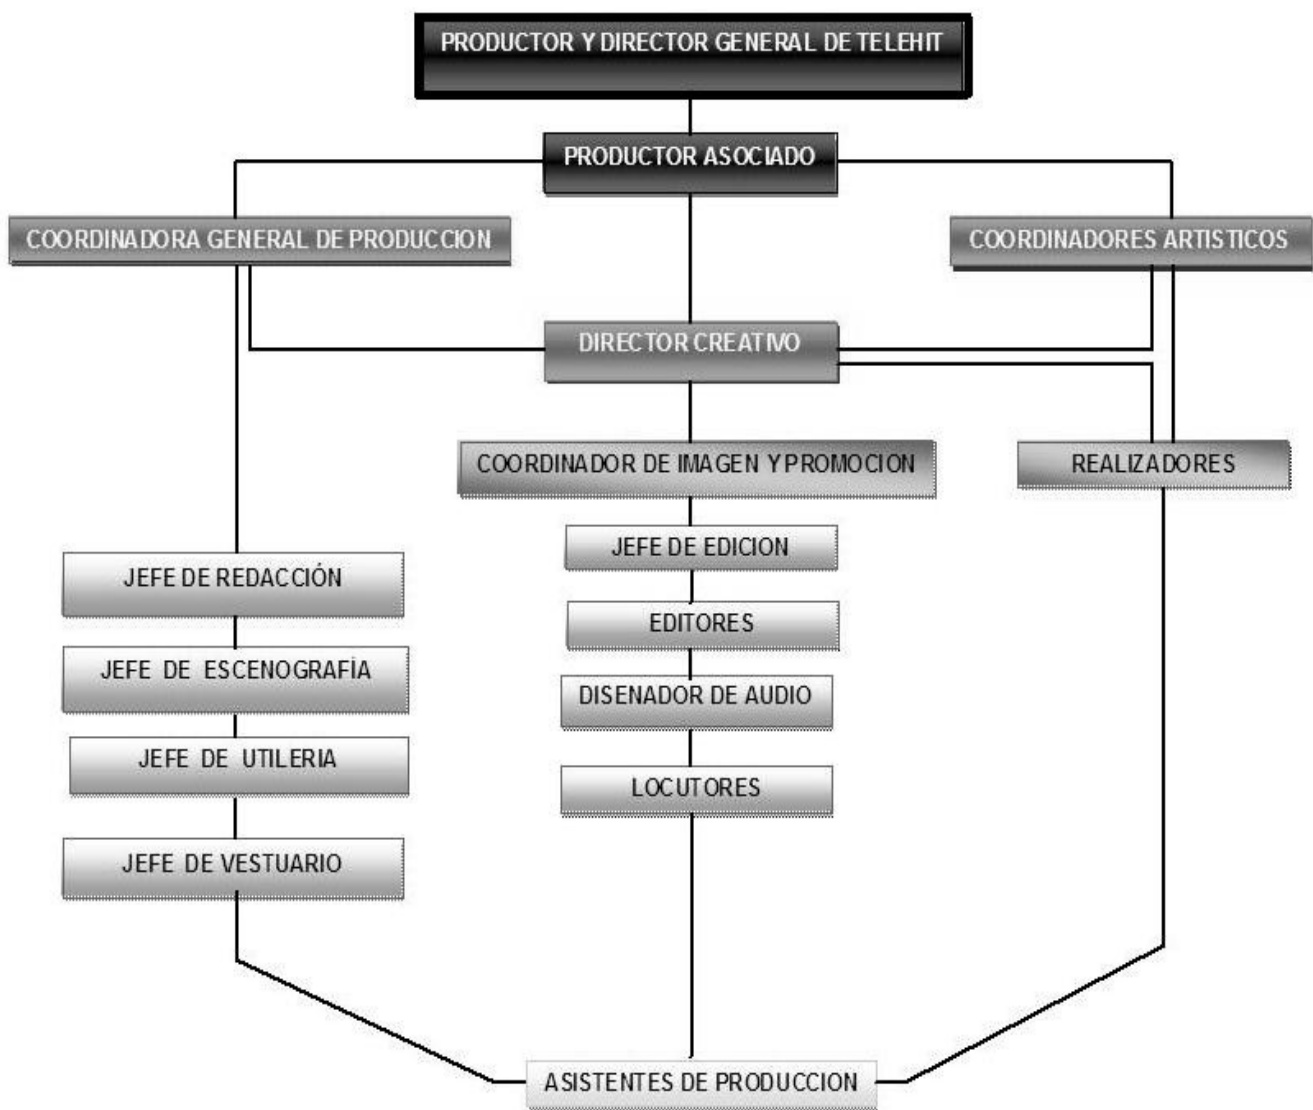 PRODUCTOR Y DIRECTOR GENERAL DE TELEHIT
PRODUCTOR ASOCIADO
COORDINADORA GENERAL DE PRODUCCION
COORDINADORES ARTISTICOS
DIRECTOR CREATIVO
COORDINADOR DE IMAGEN Y PROMOCION
REALIZADORES
JEFE DE EDICION
JEFE DE REDACCIÓN
EDITORES
JEFE DE ESCENOGRAFÍA
DISENADOR DE AUDIO
JEFE DE UTILERIA
LOCUTORES
JEFE DE VESTUARIO
ASISTENTES DE PRODUCCION